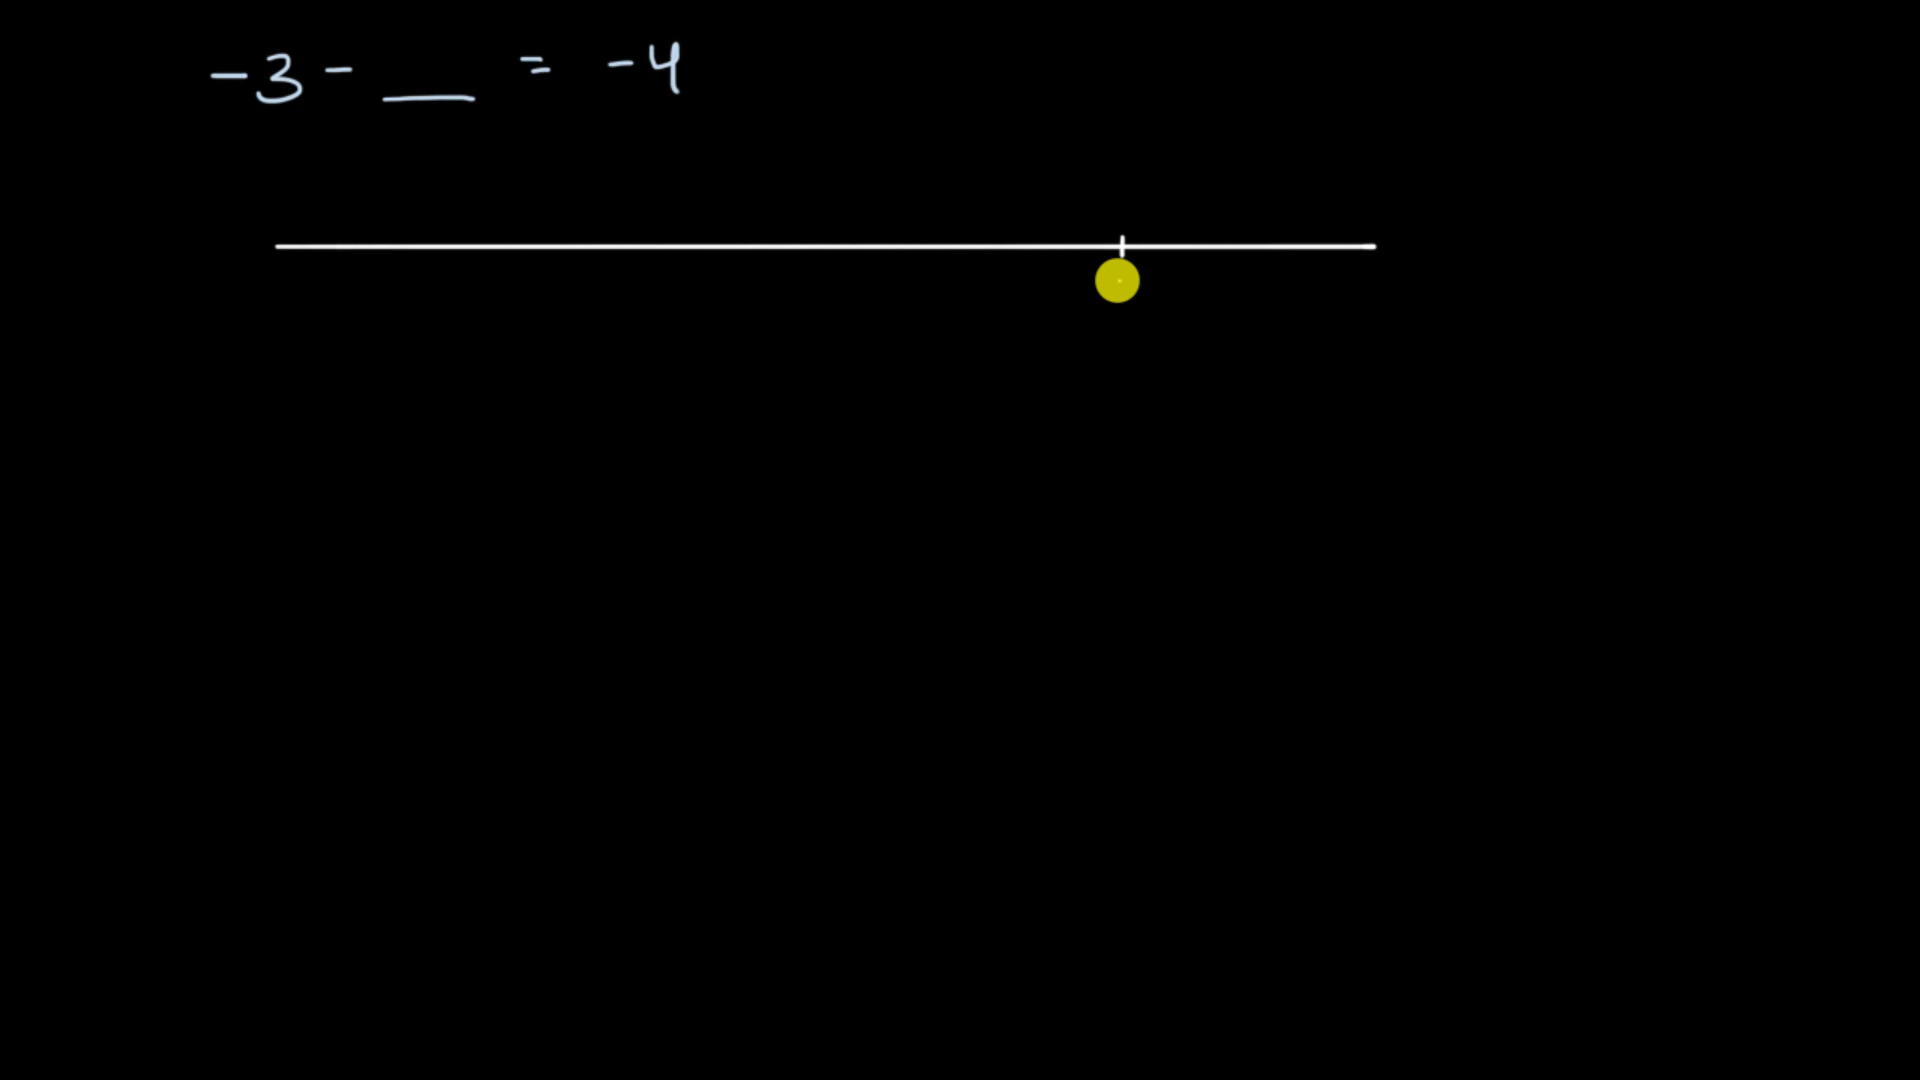 -3 - ___ = -4